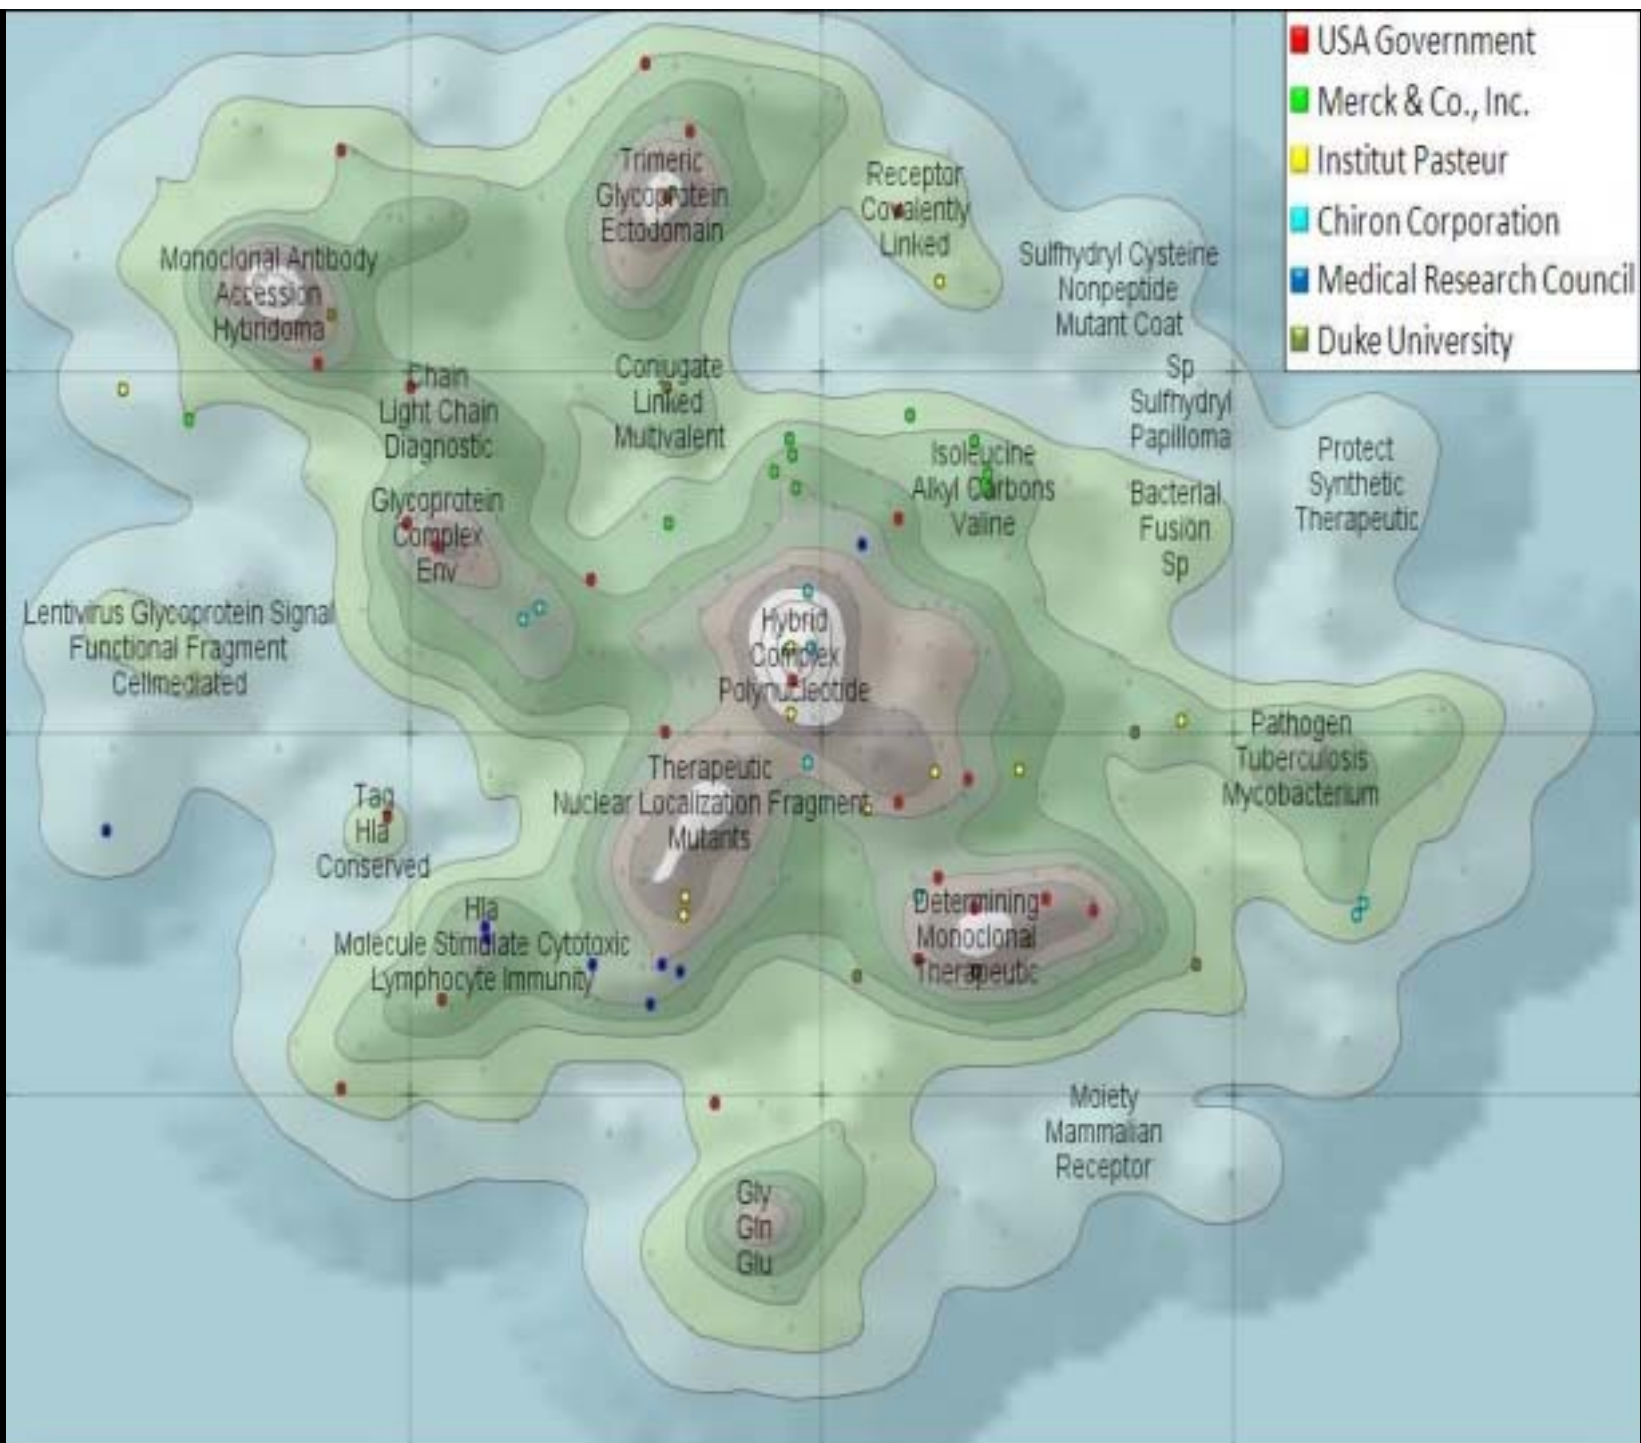 USA Government
Merck & Co., Inc.
Institut Pasteur
Chiron Corporation
Medical Research Council
Duke University
Trimeric
Glycoprotein
Ectodomain
Receptor
Covalently
Linked
Monoclonal Antibody
Accession
Hybridoma
Sulfhydryl Cysteine
Nonpeptide
Mutant Coat
Chain
Light Chain
Diagnostic
Conjugate
Linked
Multivalent
Sp
Sulfhydryl
Papilloma
Isoleucine
Alkyl Carbons
Valine
Protect
Synthetic
Therapeutic
Glycoprotein
Complex
Env
Bacterial
Fusion
Sp
Lentivirus Glycoprotein Signal
Functional Fragment
Cellmediated
Hybrid
Complex
Polynucleotide
Pathogen
Tuberculosis
Mycobacterium
Therapeutic
Nuclear Localization Fragment
Mutants
Tag
Hla
Conserved
Hla
Molecule Stimulate Cytotoxic
Lymphocyte Immunity
Determining
Monoclonal
Therapeutic
Moiety
Mammalian
Receptor
Gly
Gln
Glu